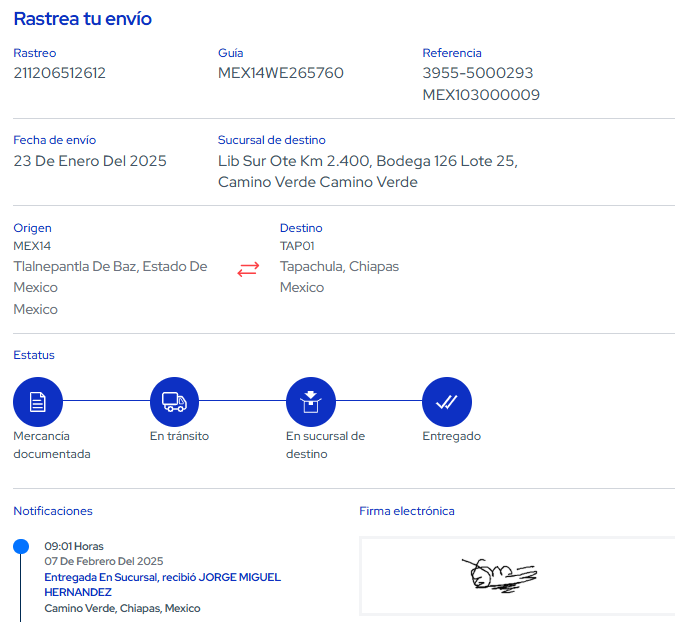 Rastrea tu envío
Rastreo
211206512612
Guía
MEX14WE265760
Referencia
3955-5000293
MEX103000009
Fecha de envío
23 De Enero Del 2025
Sucursal de destino
Lib Sur Ote Km 2.400, Bodega 126 Lote 25,
Camino Verde Camino Verde
Origen
MEX14
Tlalnepantla De Baz, Estado De
Mexico
Mexico
Destino
TAP01
Tapachula, Chiapas
Mexico
Estatus
Mercancía
documentada
En tránsito
En sucursal de
destino
Entregado
Notificaciones
09:01 Horas
07 De Febrero Del 2025
Entregada En Sucursal, recibió JORGE MIGUEL
HERNANDEZ
Camino Verde, Chiapas, Mexico
Firma electrónica